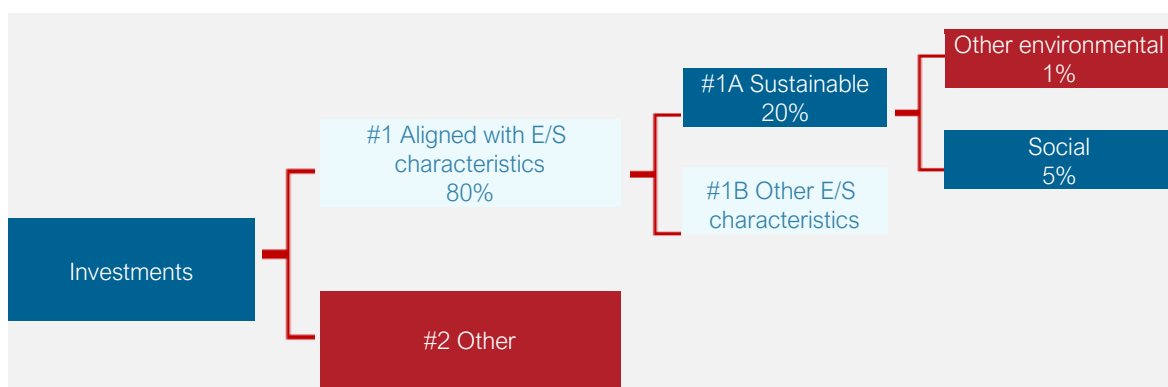 Investments
#1 Aligned with E/S
characteristics
80%
#2 Other
#1A Sustainable
20%
#1B Other E/S
characteristics
Other environmental
1%
Social
5%